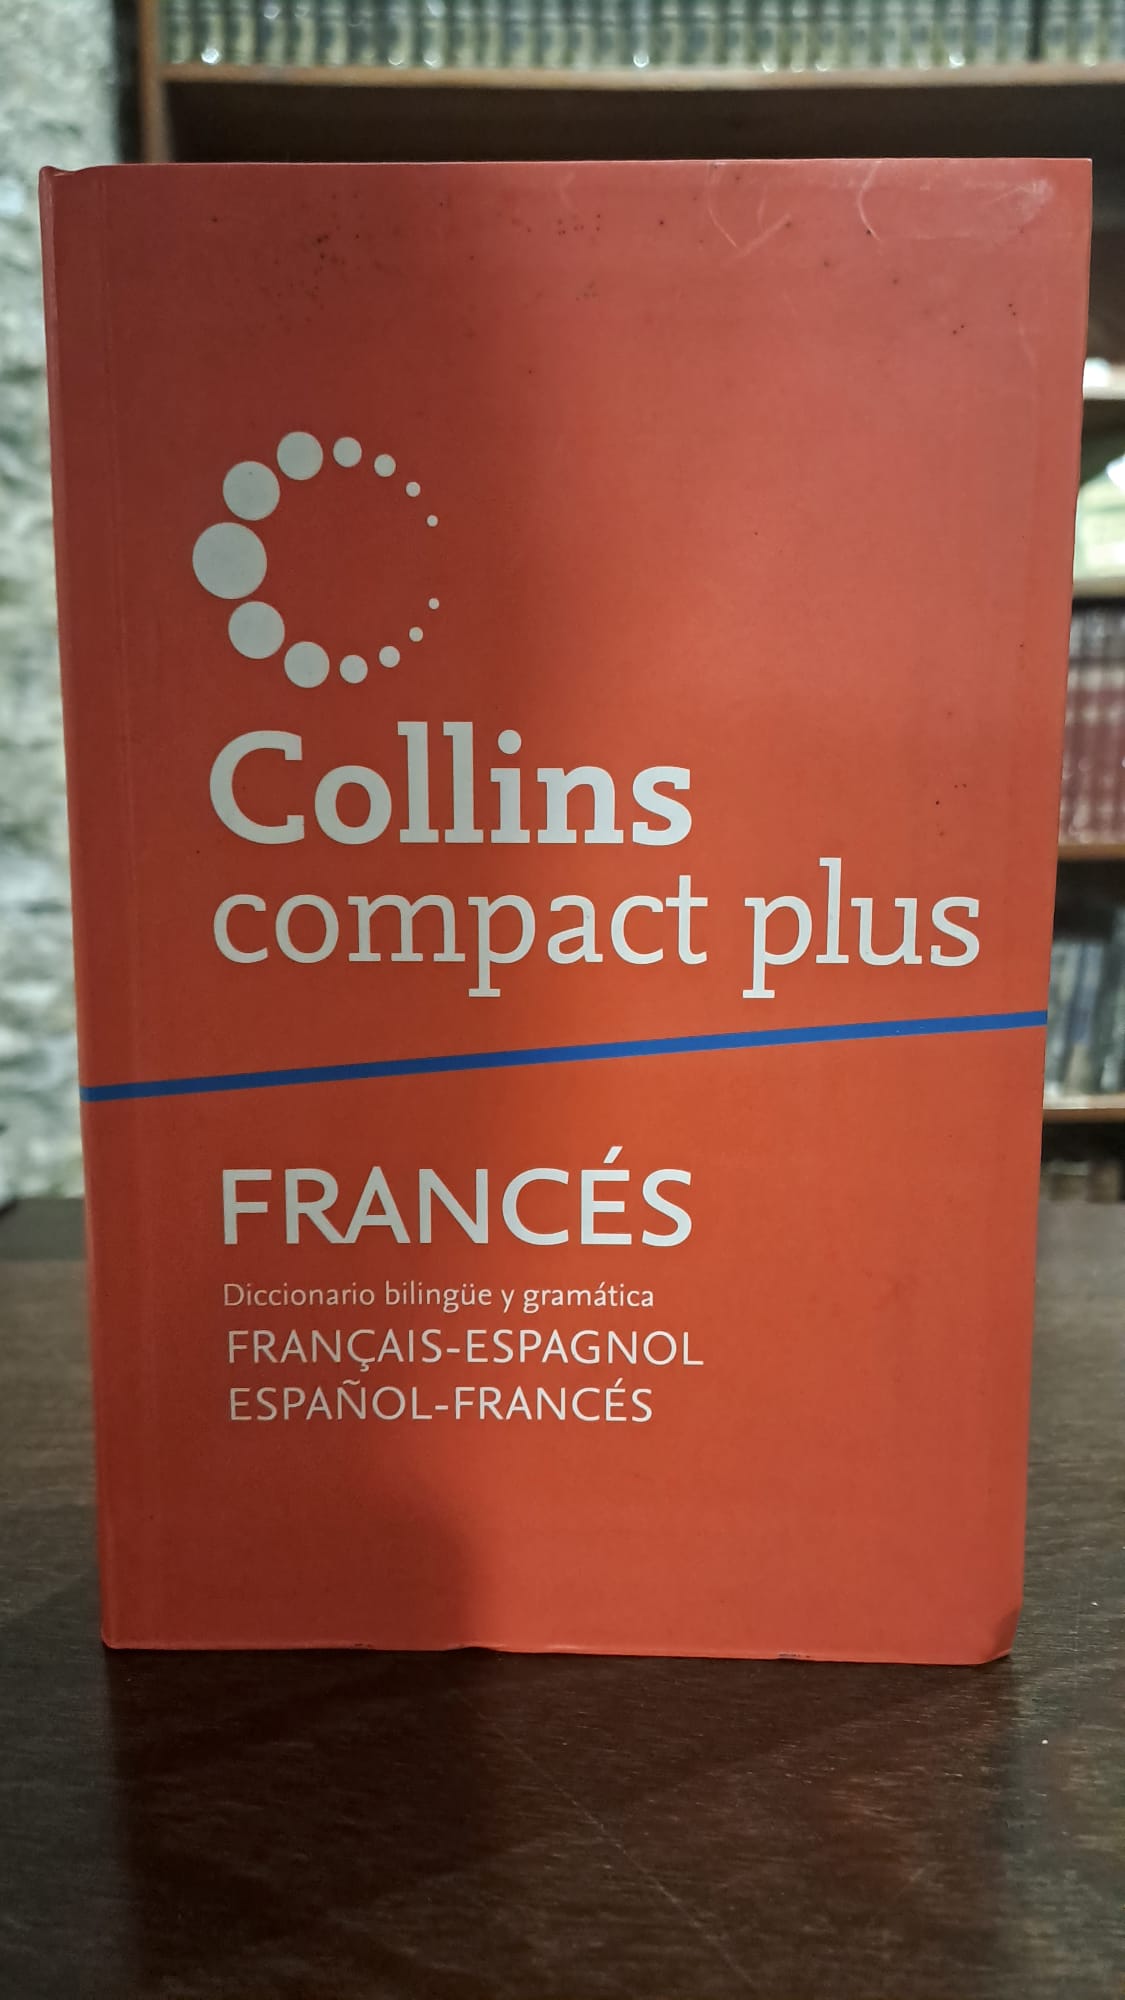 Collins
compact plus
FRANCÉS
Diccionario bilingüe y gramática
FRANÇAIS-ESPAGNOL
ESPAÑOL-FRANCÉS